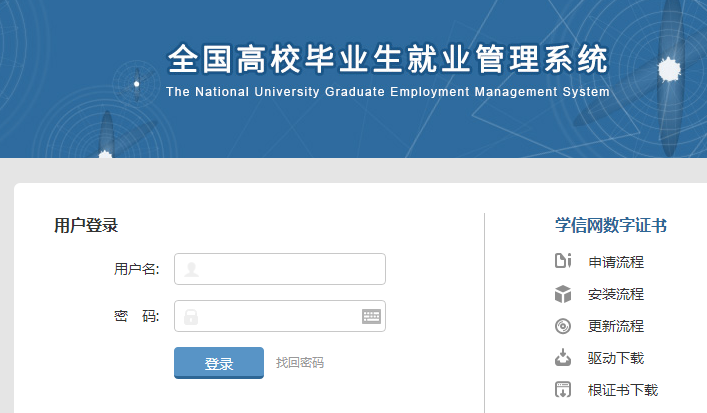 全国高校毕业生就业管理系统
The National University Graduate Employment Management System
用户登录
用户名:
密 码:
登录 找回密码
学信网数字证书
申请流程
安装流程
更新流程
驱动下载
根证书下载